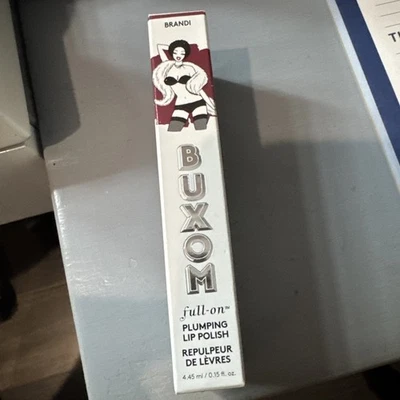 BRANDI
BUXOM
full-on™
PLUMPING
LIP POLISH
REPULPEUR
DE LÈVRES
4.45 ml / 0.15 fl. oz.